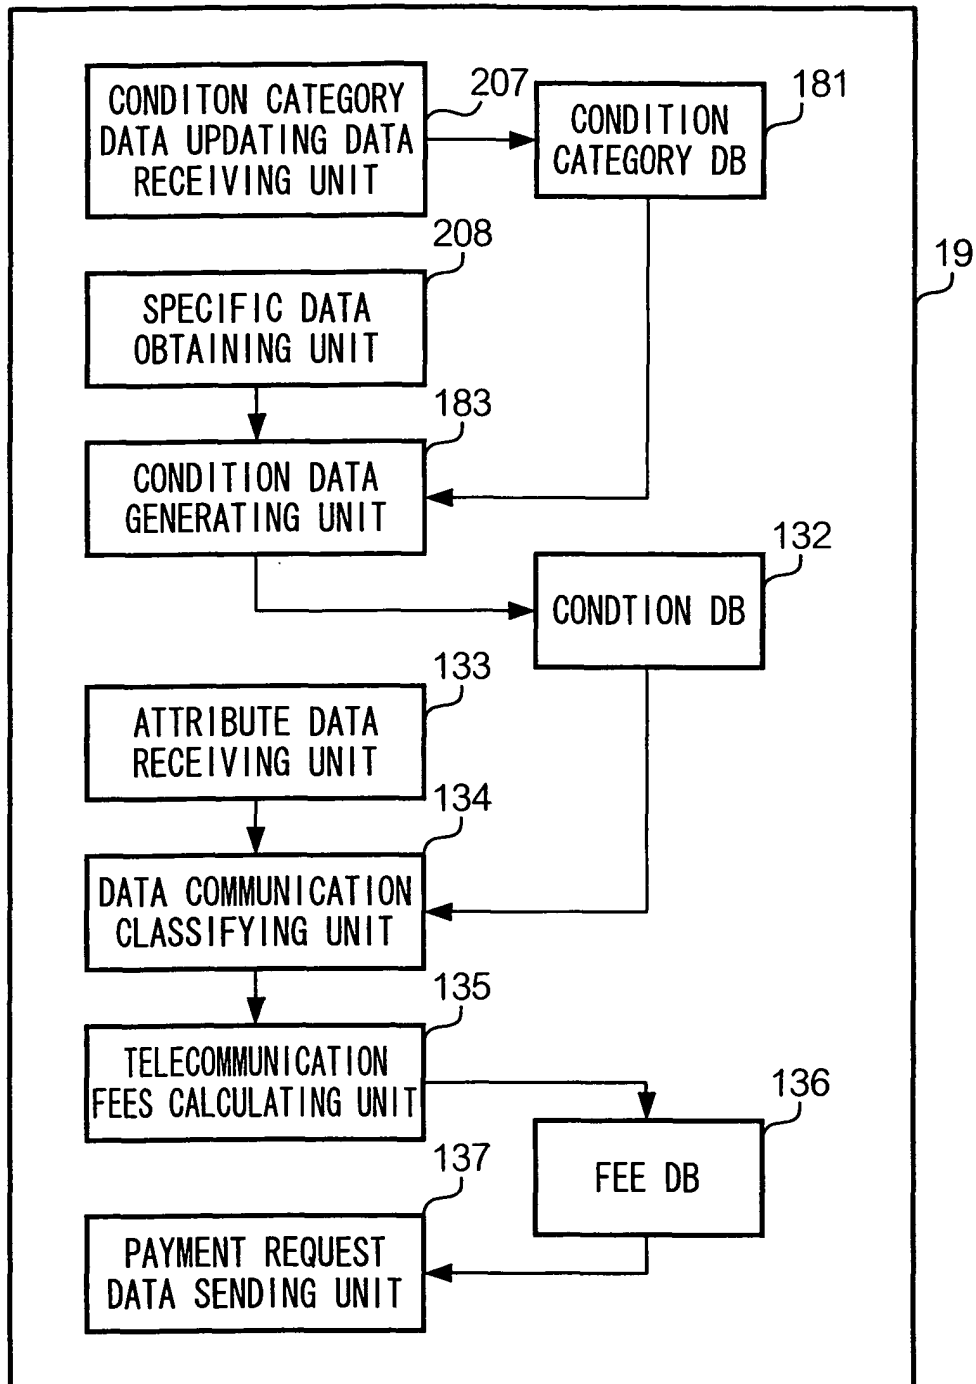 CONDITON CATEGORY
DATA UPDATING DATA
RECEIVING UNIT
207
CONDITION
CATEGORY DB
181
208
SPECIFIC DATA
OBTAINING UNIT
19
183
CONDITION DATA
GENERATING UNIT
132
CONDTION DB
133
ATTRIBUTE DATA
RECEIVING UNIT
134
DATA COMMUNICATION
CLASSIFYING UNIT
135
TELECOMMUNICATION
FEES CALCULATING UNIT
136
FEE DB
137
PAYMENT REQUEST
DATA SENDING UNIT